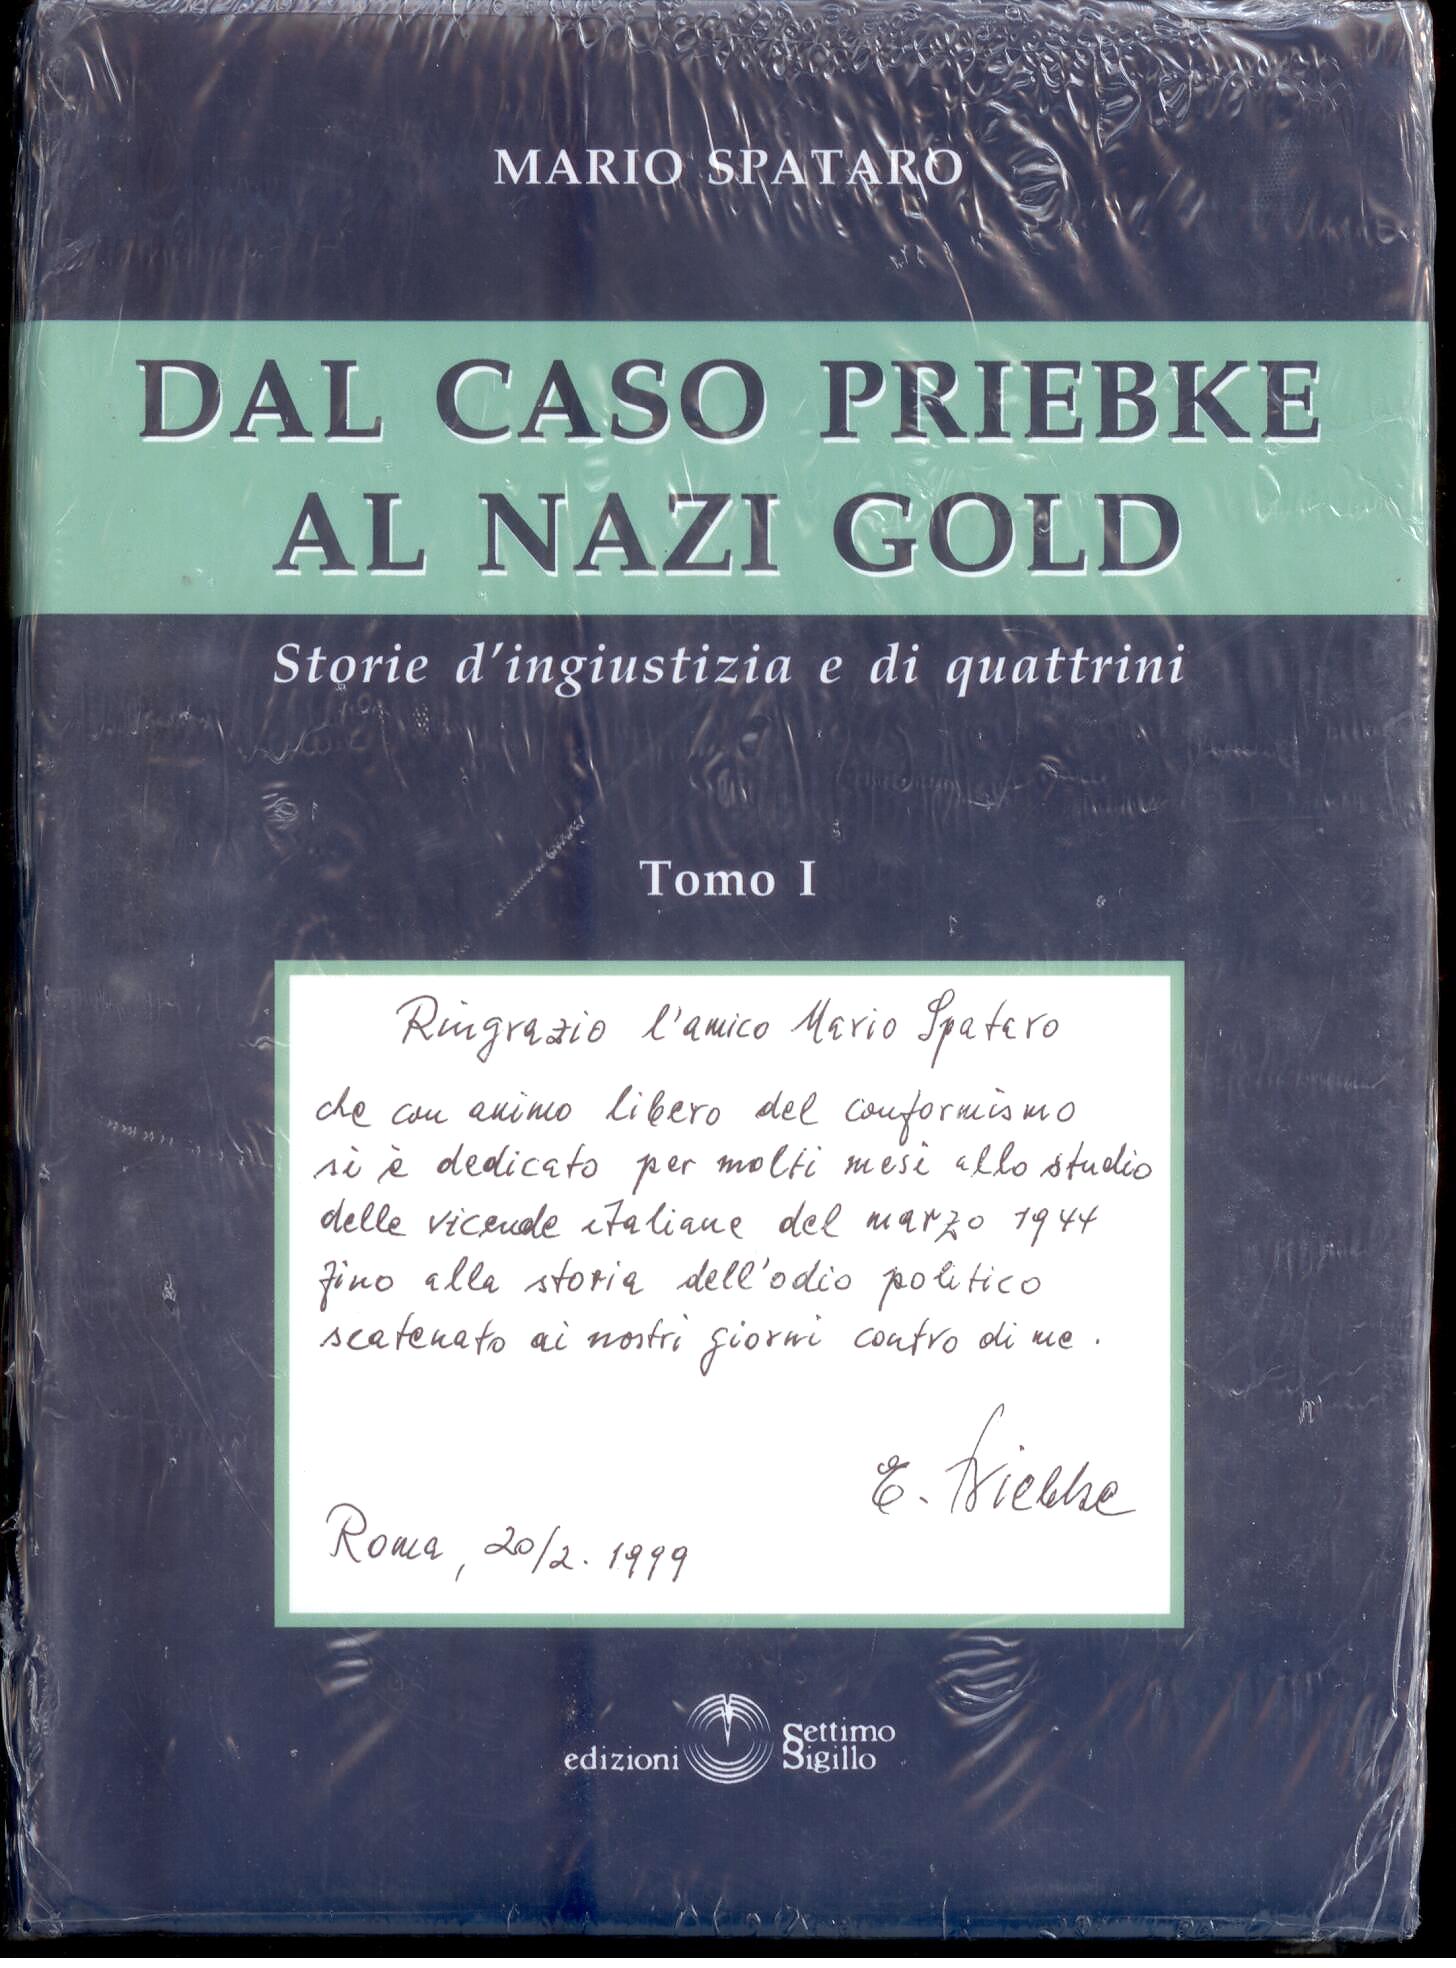 MARIO SPATARO
DAL CASO PRIEBKE
AL NAZI GOLD
Storie d'ingiustizia e di quattrini
Tomo I
Ringrazio l'amico Mario Spataro
che con animo libero del conformismo
si è dedicato per molti mesi allo studio
delle vicende italiane del marzo 1944
fino alla storia dell'odio politico
scatenato ai nostri giorni contro di me.
E. Priebke
Roma, 20/2. 1999
edizioni Settimo
Sigillo